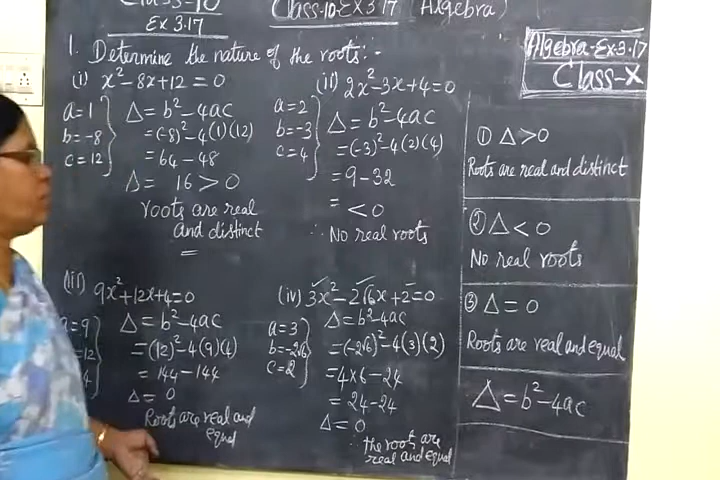 Class-10
Ex 3.17
Class-10-Ex 3.17 (Algebra)
Algebra-Ex-3.17
Class-X
1. Determine the nature of the roots:-
(i) x²-8x+12=0
a=1
b=-8
c=12
Δ= b²-4ac
=(-8)²-4(1)(12)
=64-48
Δ= 16>0
roots are real
and distinct
(ii) 2x²-3x+4=0
a=2
b=-3
c=4
Δ=b²-4ac
=(-3)²-4(2)(4)
=9-32
= <0
∴ No real roots
(iii) 9x²+12x+4=0
a=9
=12
4
Δ=b²-4ac
=(12)²-4(9)(4)
=144-144
Δ= 0
Roots are real and
equal
(iv) 3x²-2√6x+2=0
a=3
b=-2√6
c=2
Δ=b²-4ac
=(-2√6)²-4(3)(2)
=4×6-24
=24-24
Δ=0
∴ the root are
real and equal
① Δ>0
Roots are real and distinct
② Δ<0
No real roots
③ Δ=0
Roots are real and equal
Δ=b²-4ac